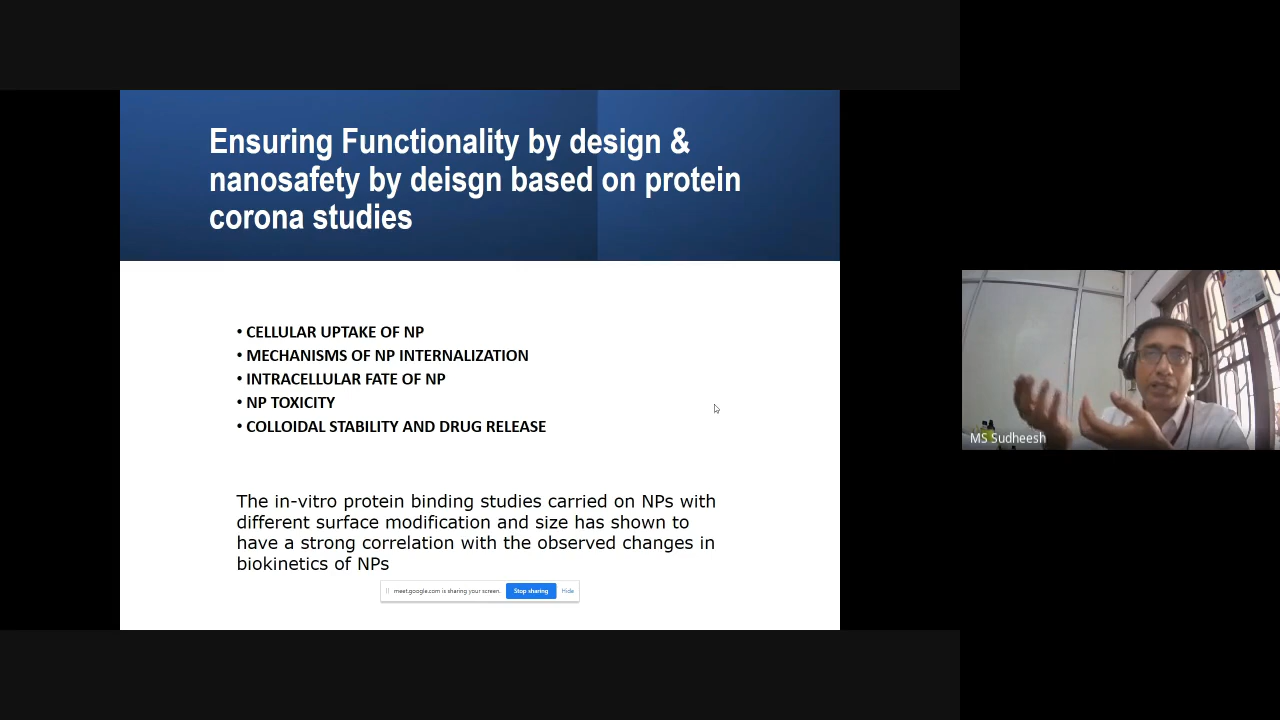 Ensuring Functionality by design &
nanosafety by deisgn based on protein
corona studies
• CELLULAR UPTAKE OF NP
• MECHANISMS OF NP INTERNALIZATION
• INTRACELLULAR FATE OF NP
• NP TOXICITY
• COLLOIDAL STABILITY AND DRUG RELEASE
The in-vitro protein binding studies carried on NPs with
different surface modification and size has shown to
have a strong correlation with the observed changes in
biokinetics of NPs
meet.google.com is sharing your screen. Stop sharing Hide
MS Sudheesh